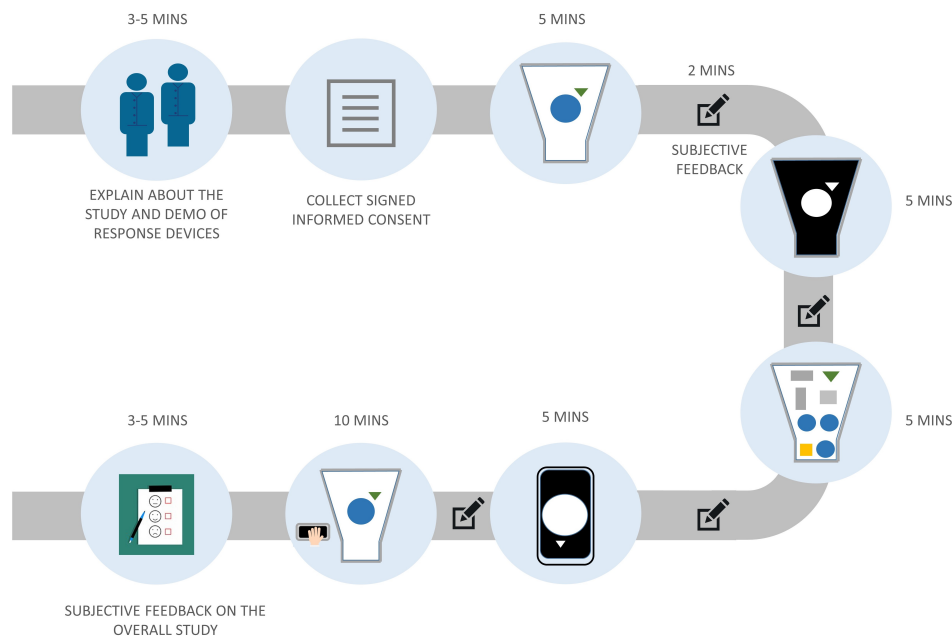 3-5 MINS
EXPLAIN ABOUT THE
STUDY AND DEMO OF
RESPONSE DEVICES
COLLECT SIGNED
INFORMED CONSENT
5 MINS
2 MINS
SUBJECTIVE
FEEDBACK
5 MINS
5 MINS
5 MINS
10 MINS
3-5 MINS
SUBJECTIVE FEEDBACK ON THE
OVERALL STUDY